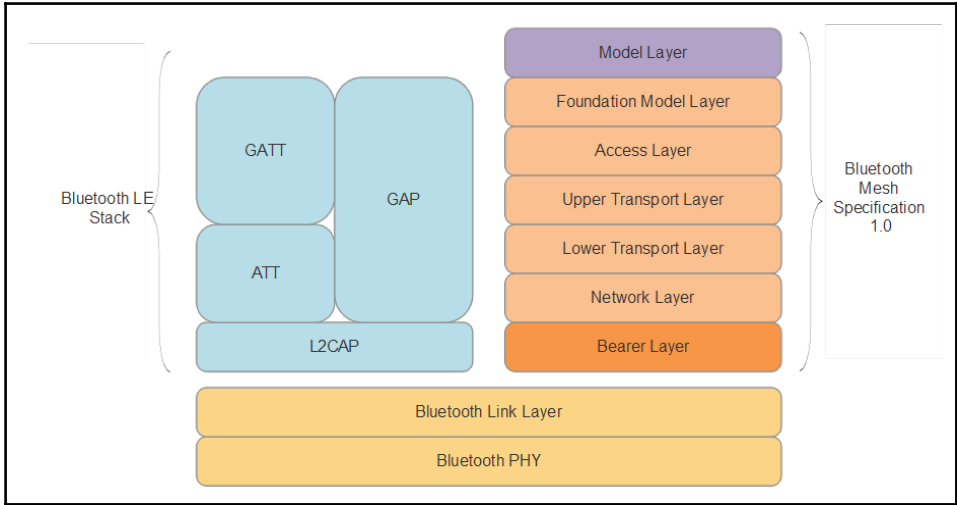 Bluetooth LE
Stack
GATT
GAP
ATT
L2CAP
Model Layer
Foundation Model Layer
Access Layer
Upper Transport Layer
Lower Transport Layer
Network Layer
Bearer Layer
Bluetooth
Mesh
Specification
1.0
Bluetooth Link Layer
Bluetooth PHY